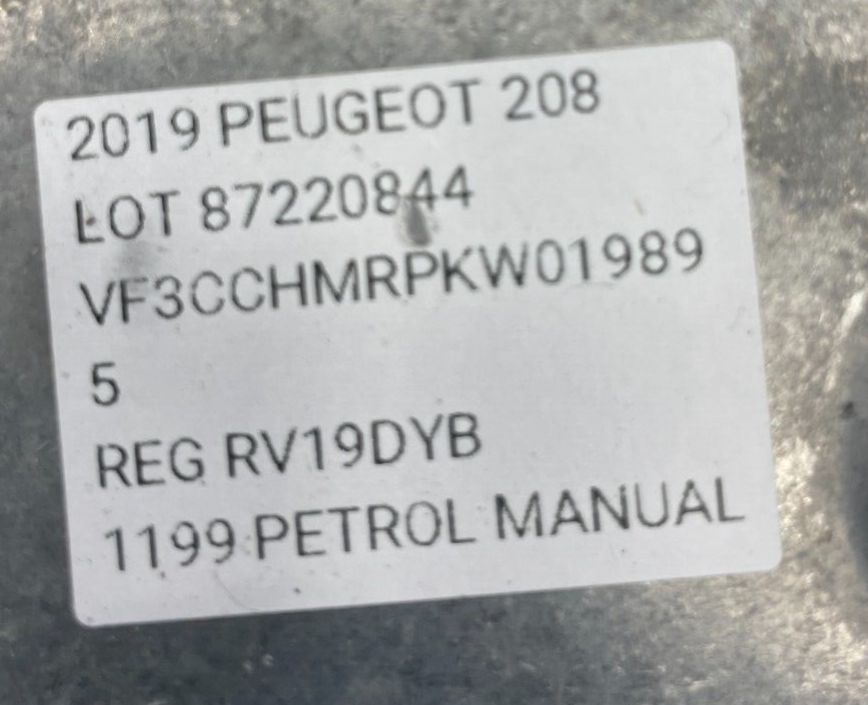 2019 PEUGEOT 208
LOT 87220844
VF3CCHMRPKW01989
5
REG RV19DYB
1199 PETROL MANUAL